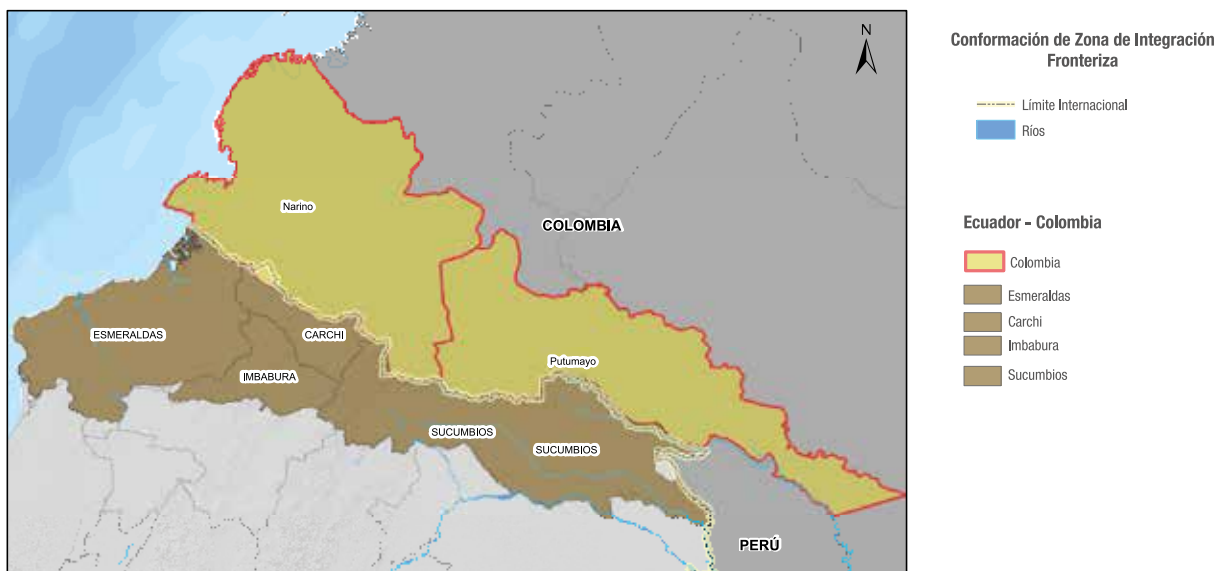 N
Narino
COLOMBIA
ESMERALDAS
CARCHI
IMBABURA
Putumayo
SUCUMBIOS
SUCUMBIOS
PERÚ
Conformación de Zona de Integración
Fronteriza
Límite Internacional
Ríos
Ecuador - Colombia
Colombia
Esmeraldas
Carchi
Imbabura
Sucumbios